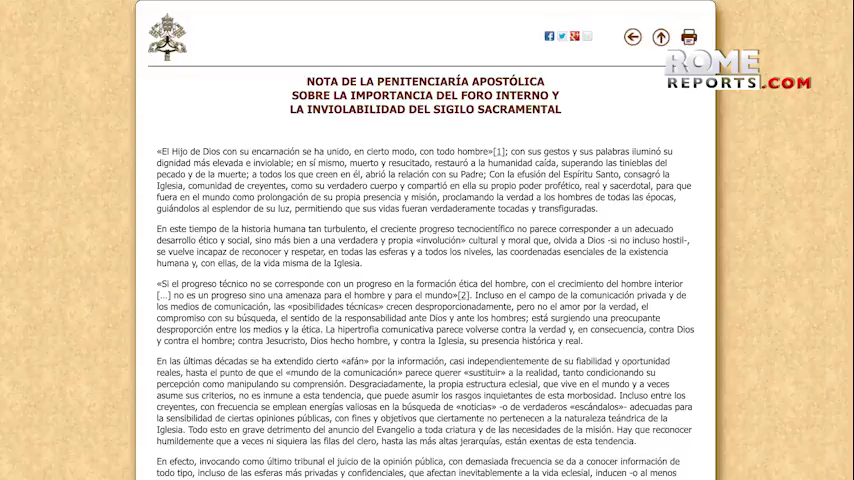 ROME
REPORTS.COM
NOTA DE LA PENITENCIARÍA APOSTÓLICA
SOBRE LA IMPORTANCIA DEL FORO INTERNO Y
LA INVIOLABILIDAD DEL SIGILO SACRAMENTAL
«El Hijo de Dios con su encarnación se ha unido, en cierto modo, con todo hombre»[1]; con sus gestos y sus palabras iluminó su
dignidad más elevada e inviolable; en sí mismo, muerto y resucitado, restauró a la humanidad caída, superando las tinieblas del
pecado y de la muerte; a todos los que creen en él, abrió la relación con su Padre; Con la efusión del Espíritu Santo, consagró la
Iglesia, comunidad de creyentes, como su verdadero cuerpo y compartió en ella su propio poder profético, real y sacerdotal, para que
fuera en el mundo como prolongación de su propia presencia y misión, proclamando la verdad a los hombres de todas las épocas,
guiándolos al esplendor de su luz, permitiendo que sus vidas fueran verdaderamente tocadas y transfiguradas.
En este tiempo de la historia humana tan turbulento, el creciente progreso tecnocientífico no parece corresponder a un adecuado
desarrollo ético y social, sino más bien a una verdadera y propia «involución» cultural y moral que, olvida a Dios -si no incluso hostil-,
se vuelve incapaz de reconocer y respetar, en todas las esferas y a todos los niveles, las coordenadas esenciales de la existencia
humana y, con ellas, de la vida misma de la Iglesia.
«Si el progreso técnico no se corresponde con un progreso en la formación ética del hombre, con el crecimiento del hombre interior
[...] no es un progreso sino una amenaza para el hombre y para el mundo»[2]. Incluso en el campo de la comunicación privada y de
los medios de comunicación, las «posibilidades técnicas» crecen desproporcionadamente, pero no el amor por la verdad, el
compromiso con su búsqueda, el sentido de la responsabilidad ante Dios y ante los hombres; está surgiendo una preocupante
desproporción entre los medios y la ética. La hipertrofia comunicativa parece volverse contra la verdad y, en consecuencia, contra Dios
y contra el hombre; contra Jesucristo, Dios hecho hombre, y contra la Iglesia, su presencia histórica y real.
En las últimas décadas se ha extendido cierto «afán» por la información, casi independientemente de su fiabilidad y oportunidad
reales, hasta el punto de que el «mundo de la comunicación» parece querer «sustituir» a la realidad, tanto condicionando su
percepción como manipulando su comprensión. Desgraciadamente, la propia estructura eclesial, que vive en el mundo y a veces
asume sus criterios, no es inmune a esta tendencia, que puede asumir los rasgos inquietantes de esta morbosidad. Incluso entre los
creyentes, con frecuencia se emplean energías valiosas en la búsqueda de «noticias» -o de verdaderos «escándalos»- adecuadas para
la sensibilidad de ciertas opiniones públicas, con fines y objetivos que ciertamente no pertenecen a la naturaleza teándrica de la
Iglesia. Todo esto en grave detrimento del anuncio del Evangelio a toda criatura y de las necesidades de la misión. Hay que reconocer
humildemente que a veces ni siquiera las filas del clero, hasta las más altas jerarquías, están exentas de esta tendencia.
En efecto, invocando como último tribunal el juicio de la opinión pública, con demasiada frecuencia se da a conocer información de
todo tipo, incluso de las esferas más privadas y confidenciales, que afectan inevitablemente a la vida eclesial, inducen -o al menos